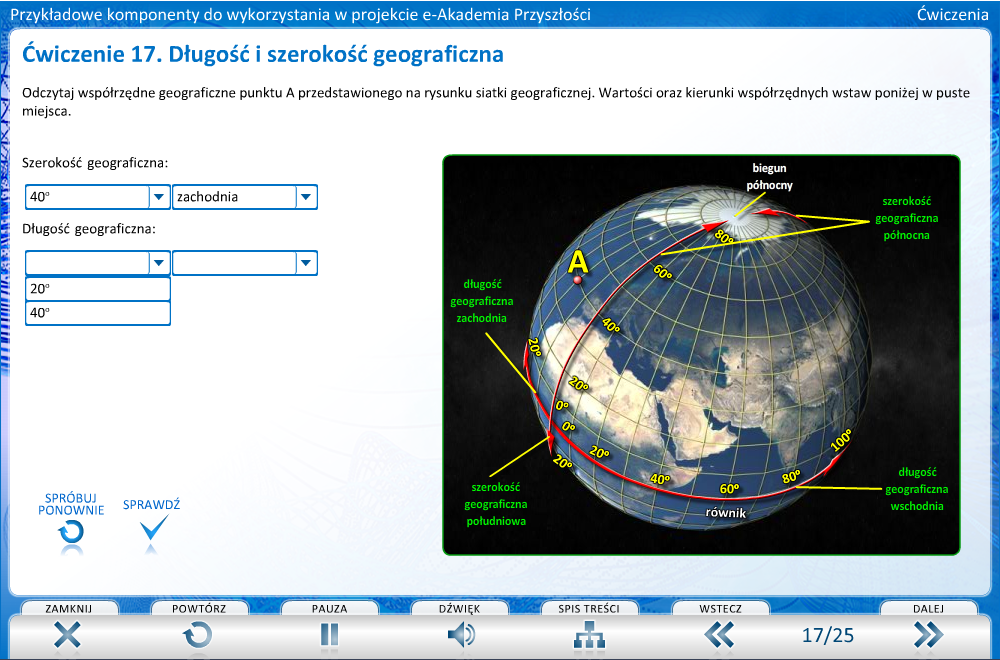 Przykładowe komponenty do wykorzystania w projekcie e-Akademia Przyszłości
Ćwiczenia
Ćwiczenie 17. Długość i szerokość geograficzna
Odczytaj współrzędne geograficzne punktu A przedstawionego na rysunku siatki geograficznej. Wartości oraz kierunki współrzędnych wstaw poniżej w puste
miejsca.
Szerokość geograficzna:
40° zachodnia
Długość geograficzna:
20°
40°
biegun
północny
szerokość
geograficzna
północna
80°
A
60°
długość
geograficzna
zachodnia
40°
20°
20°
0°
0°
20°
20°
40°
60°
80°
100°
równik
szerokość
geograficzna
południowa
długość
geograficzna
wschodnia
SPRÓBUJ
PONOWNIE
SPRAWDŹ
ZAMKNIJ
POWTÓRZ
PAUZA
DŹWIĘK
SPIS TREŚCI
WSTECZ
17/25
DALEJ